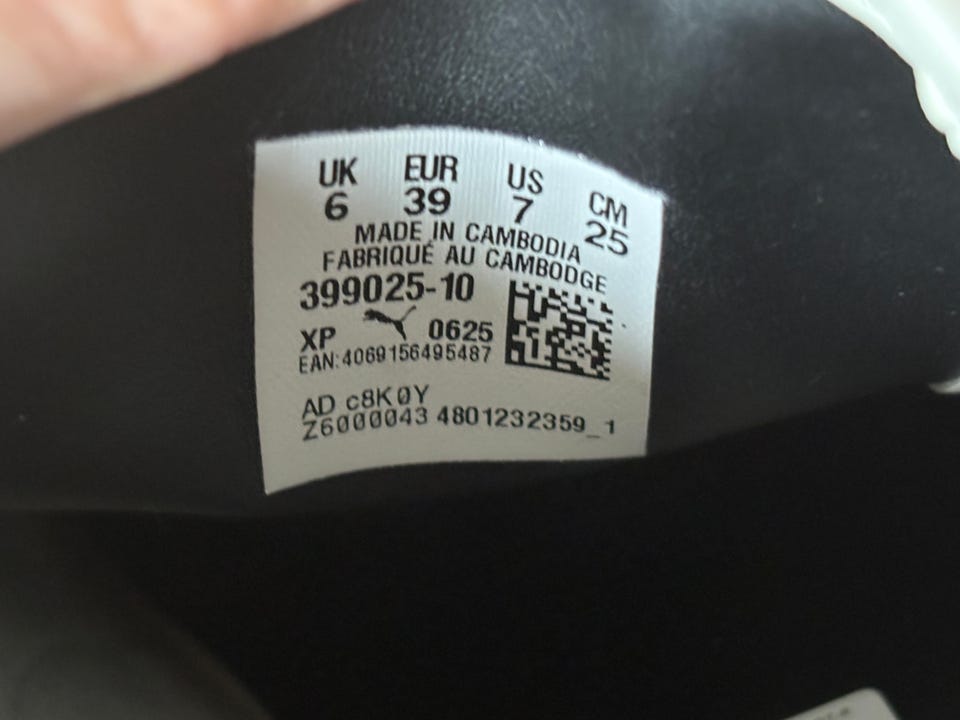 UK EUR US CM
6 39 7 25
MADE IN CAMBODIA
FABRIQUÉ AU CAMBODGE
399025-10
XP 0625
EAN:4069156495487
AD c8K0Y
Z6000043 4801232359_1